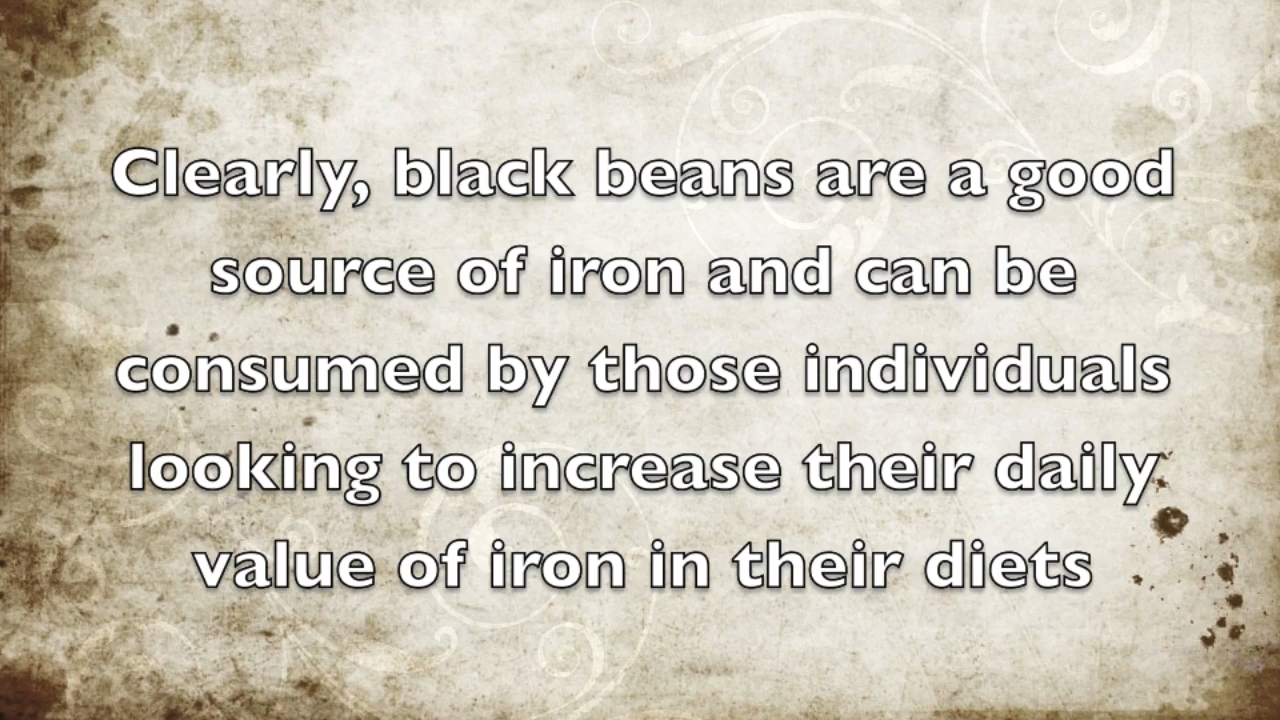 Clearly, black beans are a good
source of iron and can be
consumed by those individuals
looking to increase their daily
value of iron in their diets